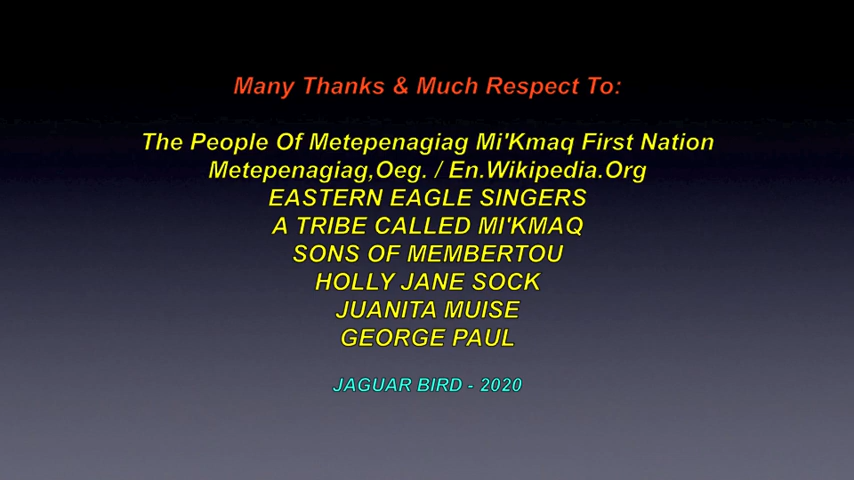 Many Thanks & Much Respect To:
The People Of Metepenagiag Mi'Kmaq First Nation
Metepenagiag,Oeg. / En.Wikipedia.Org
EASTERN EAGLE SINGERS
A TRIBE CALLED MI'KMAQ
SONS OF MEMBERTOU
HOLLY JANE SOCK
JUANITA MUISE
GEORGE PAUL
JAGUAR BIRD - 2020